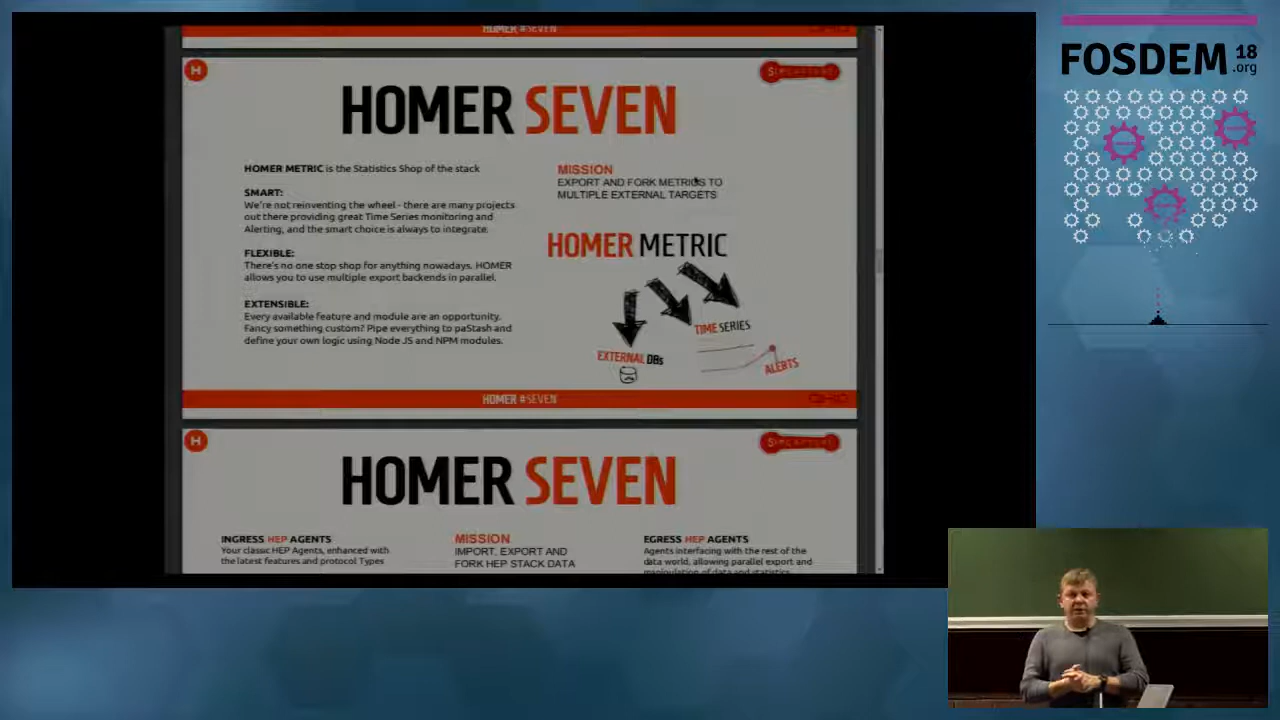 HOMER #SEVEN
HOMER SEVEN
HOMER METRIC is the Statistics Shop of the stack
SMART:
We're not reinventing the wheel - there are many projects
out there providing great Time Series monitoring and
Alerting, and the smart choice is always to integrate.
FLEXIBLE:
There's no one stop shop for anything nowadays. HOMER
allows you to use multiple export backends in parallel.
EXTENSIBLE:
Every available feature and module are an opportunity.
Fancy something custom? Pipe everything to paStash and
define your own logic using Node JS and NPM modules.
MISSION
EXPORT AND FORK METRICS TO
MULTIPLE EXTERNAL TARGETS
HOMER METRIC
TIME SERIES
EXTERNAL DBs
ALERTS
HOMER #SEVEN
H
SIPCAPTURE
HOMER SEVEN
INGRESS HEP AGENTS
Your classic HEP Agents, enhanced with
the latest features and protocol Types
MISSION
IMPORT, EXPORT AND
FORK HEP STACK DATA
EGRESS HEP AGENTS
Agents interfacing with the rest of the
data world, allowing parallel export and
manipulation of data and statistics
H
SIPCAPTURE
FOSDEM 18
.org